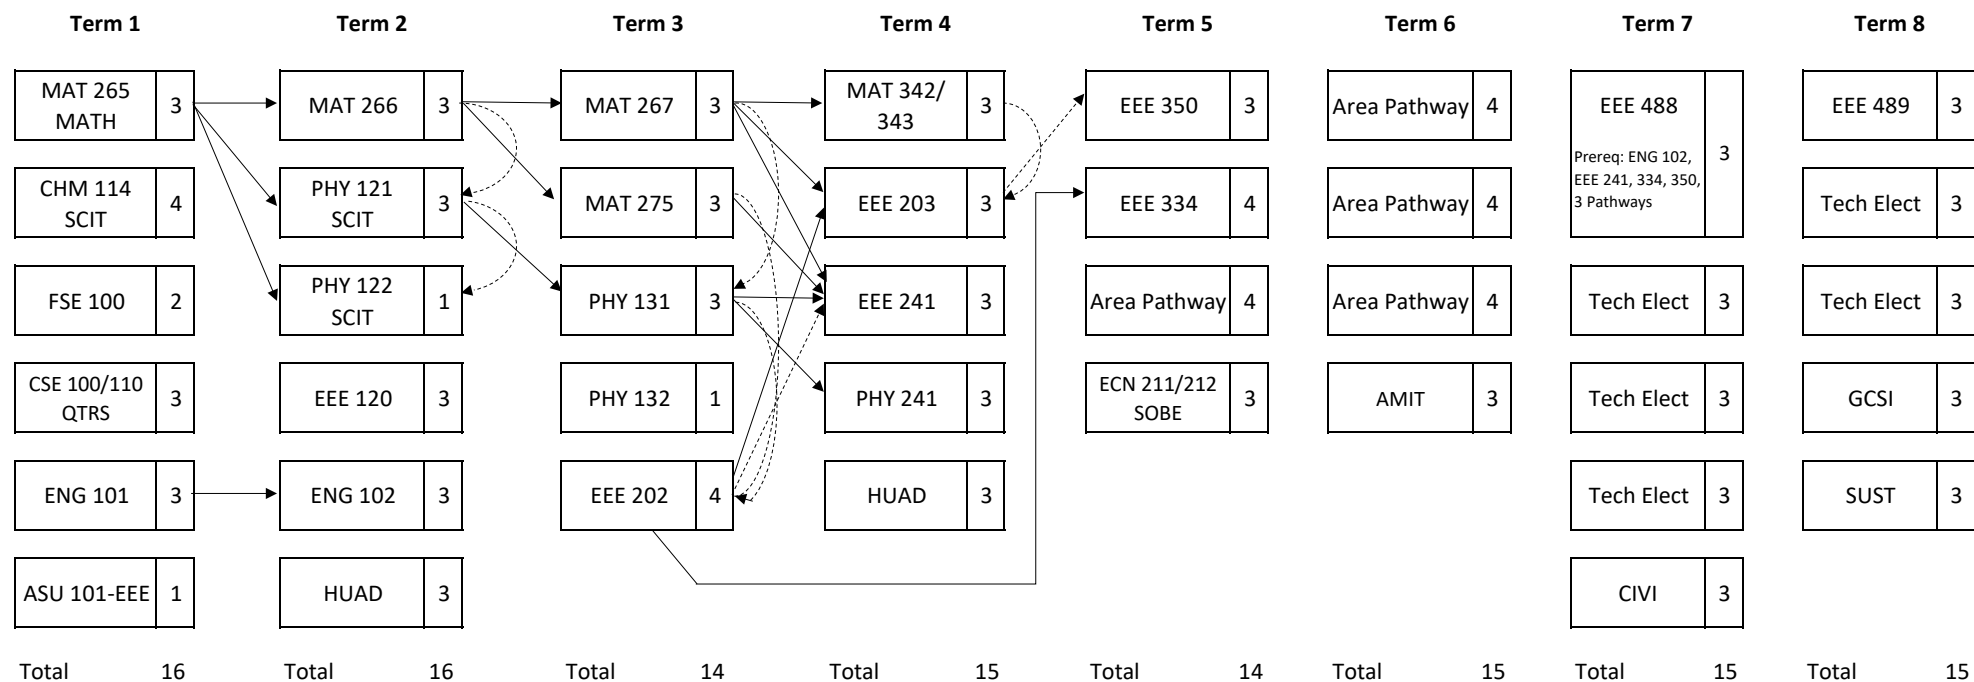 Term 1
Term 2
Term 3
Term 4
Term 5
Term 6
Term 7
Term 8
MAT 265
MATH
3
MAT 266
3
MAT 267
3
MAT 342/
343
3
EEE 350
3
Area Pathway
4
EEE 488
Prereq: ENG 102,
EEE 241, 334, 350,
3 Pathways
3
EEE 489
3
CHM 114
SCIT
4
PHY 121
SCIT
3
MAT 275
3
EEE 203
3
EEE 334
4
Area Pathway
4
Tech Elect
3
FSE 100
2
PHY 122
SCIT
1
PHY 131
3
EEE 241
3
Area Pathway
4
Area Pathway
4
Tech Elect
3
Tech Elect
3
CSE 100/110
QTRS
3
EEE 120
3
PHY 132
1
PHY 241
3
ECN 211/212
SOBE
3
AMIT
3
Tech Elect
3
GCSI
3
ENG 101
3
ENG 102
3
EEE 202
4
HUAD
3
Tech Elect
3
SUST
3
ASU 101-EEE
1
HUAD
3
CIVI
3
Total 16
Total 16
Total 14
Total 15
Total 14
Total 15
Total 15
Total 15